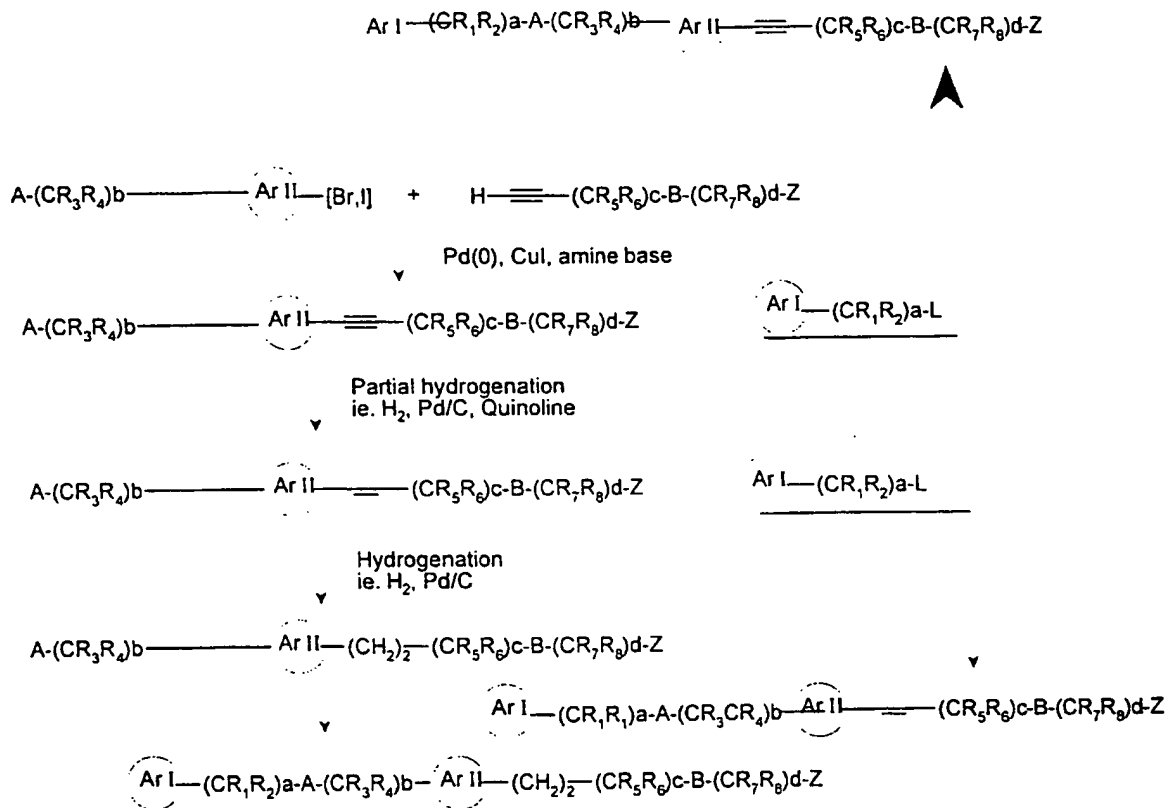 Ar I—(CR₁R₂)a-A-(CR₃R₄)b—Ar II—≡—(CR₅R₆)c-B-(CR₇R₈)d-Z
A-(CR₃R₄)b—Ar II—[Br,I] + H—≡—(CR₅R₆)c-B-(CR₇R₈)d-Z
Pd(0), CuI, amine base
A-(CR₃R₄)b—Ar II—≡—(CR₅R₆)c-B-(CR₇R₈)d-Z
Ar I—(CR₁R₂)a-L
Partial hydrogenation
ie. H₂, Pd/C, Quinoline
A-(CR₃R₄)b—Ar II—=—(CR₅R₆)c-B-(CR₇R₈)d-Z
Ar I—(CR₁R₂)a-L
Hydrogenation
ie. H₂, Pd/C
A-(CR₃R₄)b—Ar II—(CH₂)₂—(CR₅R₆)c-B-(CR₇R₈)d-Z
Ar I—(CR₁R₁)a-A-(CR₃CR₄)b—Ar II—=—(CR₅R₆)c-B-(CR₇R₈)d-Z
Ar I—(CR₁R₂)a-A-(CR₃R₄)b—Ar II—(CH₂)₂—(CR₅R₆)c-B-(CR₇R₈)d-Z